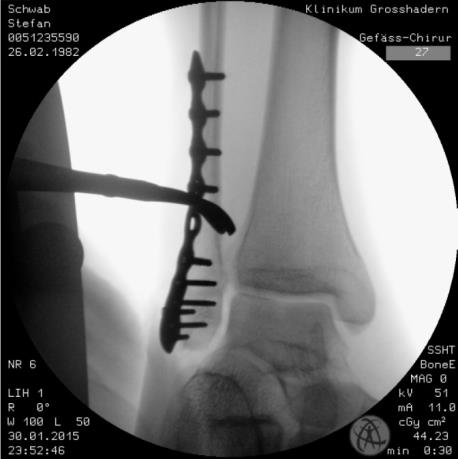 Schwab
Stefan
0051235590
26.02.1982
Klinikum Grosshadern
Gefäss-Chirur
27
NR 6
LIH 1
R 0°
W 100 L 50
30.01.2015
23:52:46
SSHT
BoneE
MAG 0
kV 51
mA 11.0
cGy cm²
44.23
min 0:30